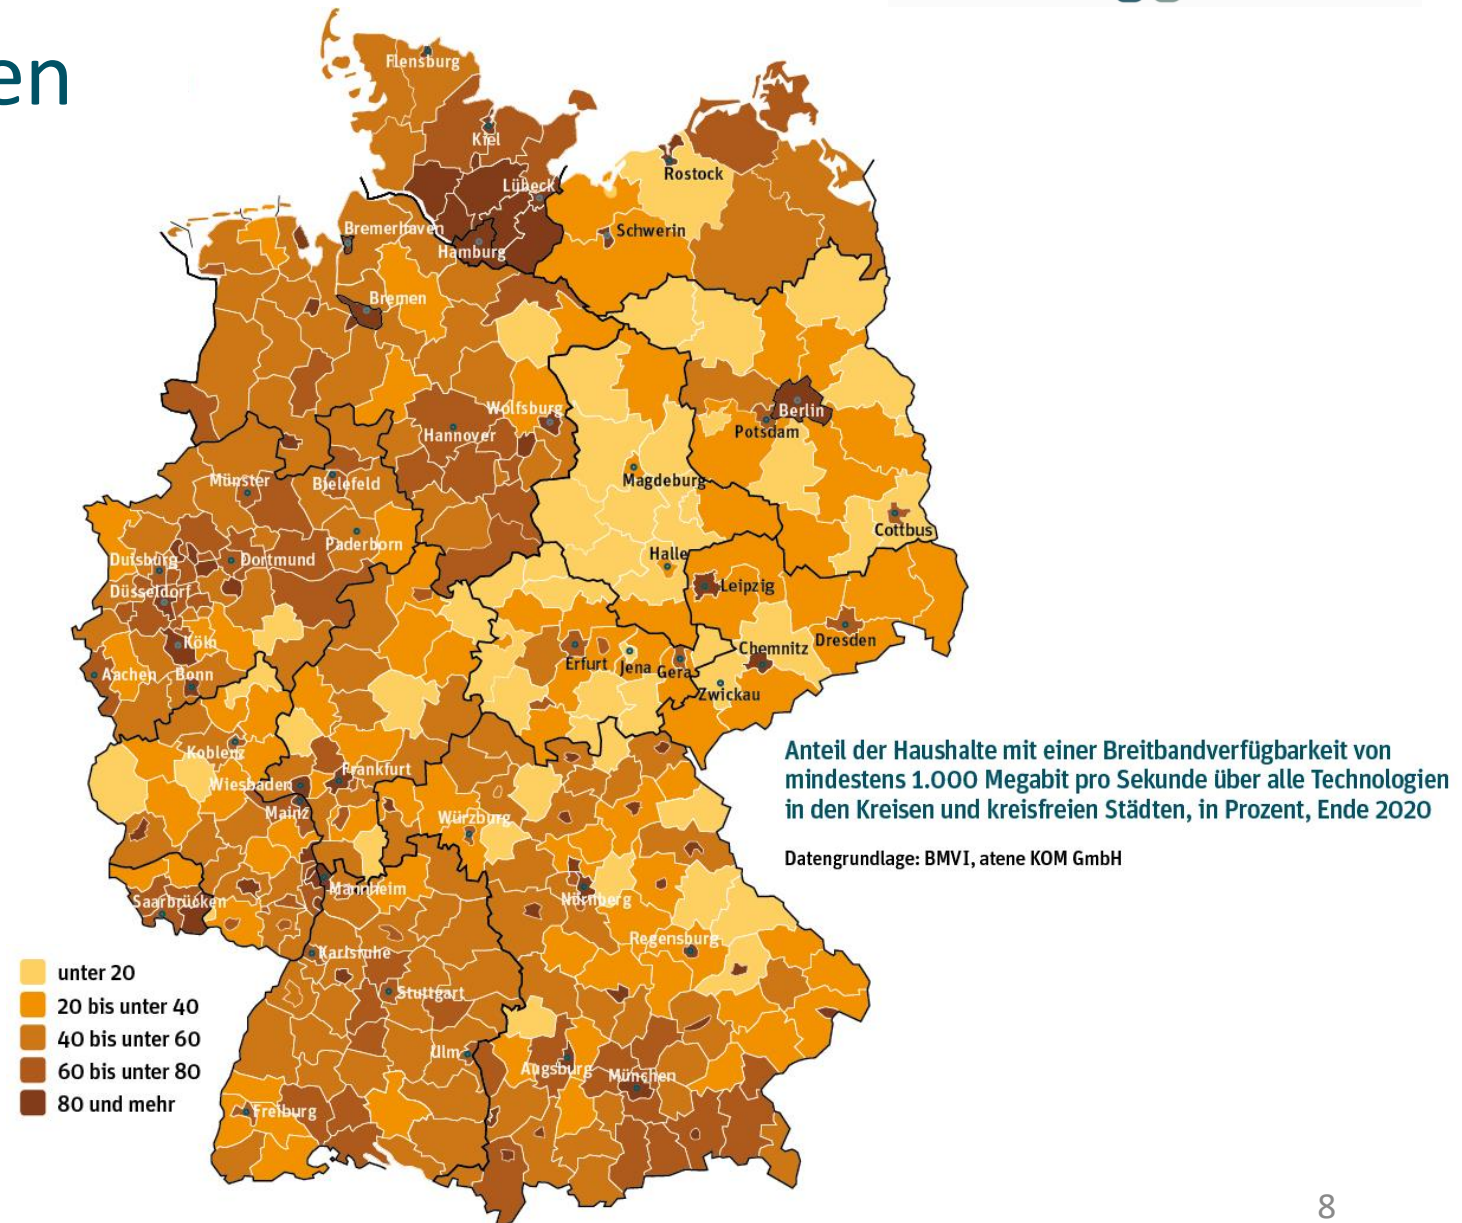 en
Flensburg
Kiel
Lübeck
Rostock
Schwerin
Bremerhaven
Hamburg
Bremen
Wolfsburg
Hannover
Berlin
Potsdam
Magdeburg
Münster
Bielefeld
Cottbus
Paderborn
Halle
Duisburg
Dortmund
Leipzig
Düsseldorf
Köln
Dresden
Chemnitz
Erfurt
Jena
Gera
Aachen
Bonn
Zwickau
Koblenz
Frankfurt
Wiesbaden
Mainz
Würzburg
Anteil der Haushalte mit einer Breitbandverfügbarkeit von
mindestens 1.000 Megabit pro Sekunde über alle Technologien
in den Kreisen und kreisfreien Städten, in Prozent, Ende 2020
Datengrundlage: BMVI, atene KOM GmbH
Mannheim
Saarbrücken
Nürnberg
Regensburg
Karlsruhe
Stuttgart
Ulm
Augsburg
München
Freiburg
unter 20
20 bis unter 40
40 bis unter 60
60 bis unter 80
80 und mehr
8